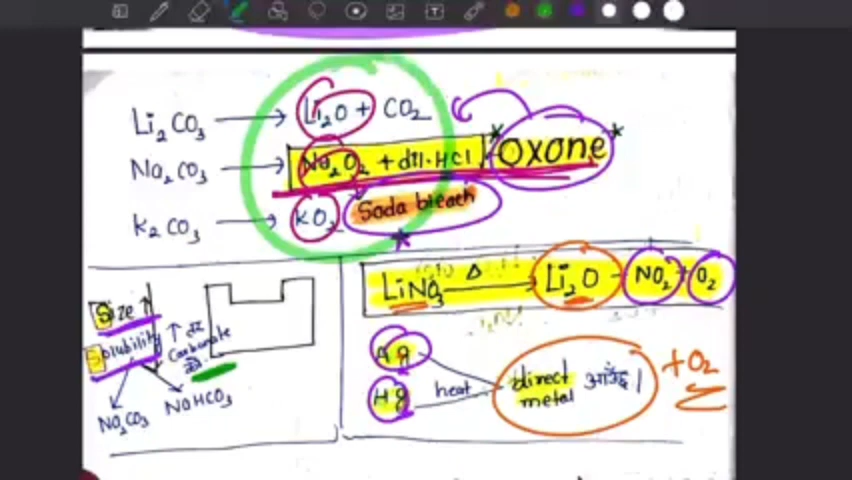 Li₂CO₃ → Li₂O + CO₂
Na₂CO₃ → Na₂O₂ + dil·HCl *Oxone*
K₂CO₃ → KO₂ Soda bleach
*
LiNO₃ Δ → Li₂O NO₂ + O₂
Size ↑
Solubility ↑
Carbonate
Na₂CO₃ NaHCO₃
Ag
Hg heat direct
metal + O₂